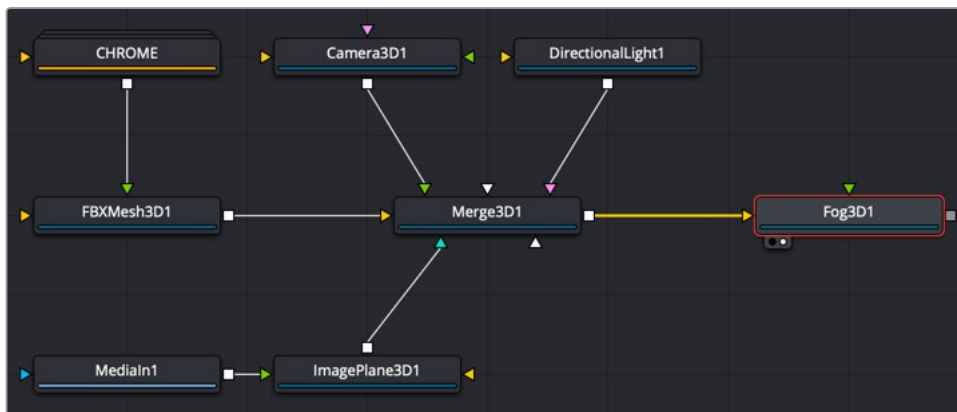 CHROME
Camera3D1
DirectionalLight1
FBXMesh3D1
Merge3D1
Fog3D1
MediaIn1
ImagePlane3D1